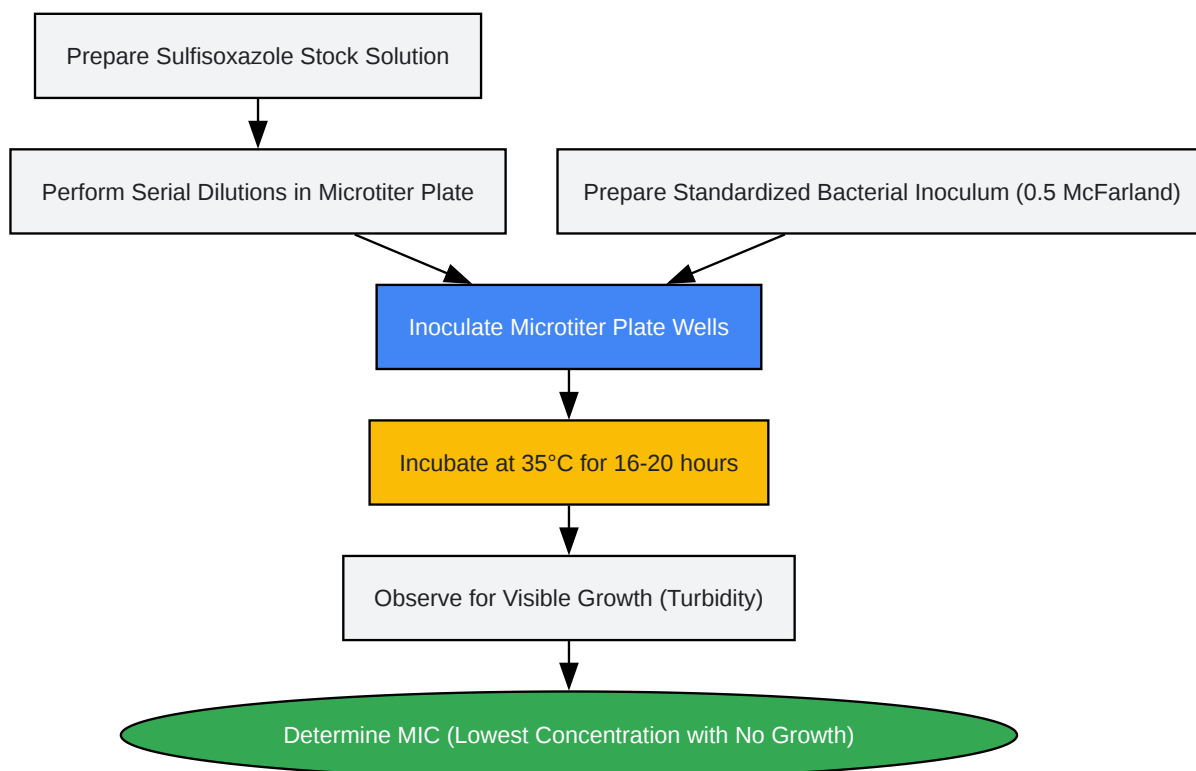 Prepare Sulfisoxazole Stock Solution
Perform Serial Dilutions in Microtiter Plate
Prepare Standardized Bacterial Inoculum (0.5 McFarland)
Inoculate Microtiter Plate Wells
Incubate at 35°C for 16-20 hours
Observe for Visible Growth (Turbidity)
Determine MIC (Lowest Concentration with No Growth)